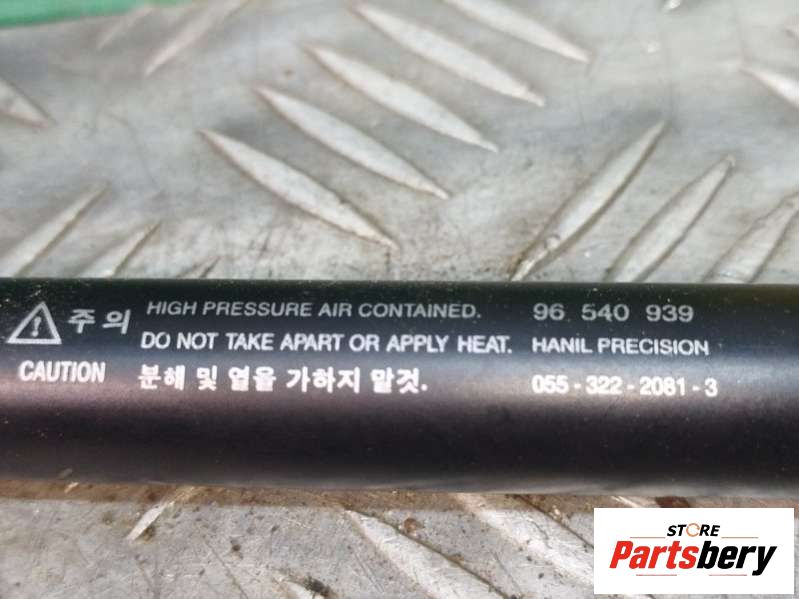 주의 HIGH PRESSURE AIR CONTAINED. 96 540 939
DO NOT TAKE APART OR APPLY HEAT. HANIL PRECISION
CAUTION 분해 및 열을 가하지 말것. 055-322-2081-3
STORE
Partsbery